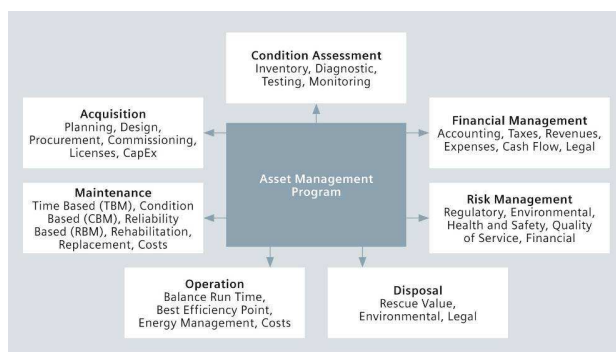 Condition Assessment
Inventory, Diagnostic,
Testing, Monitoring
Acquisition
Planning, Design,
Procurement, Commissioning,
Licenses, CapEx
Financial Management
Accounting, Taxes, Revenues,
Expenses, Cash Flow, Legal
Asset Management
Program
Maintenance
Time Based (TBM), Condition
Based (CBM), Reliability
Based (RBM), Rehabilitation,
Replacement, Costs
Risk Management
Regulatory, Environmental,
Health and Safety, Quality
of Service, Financial
Operation
Balance Run Time,
Best Efficiency Point,
Energy Management, Costs
Disposal
Rescue Value,
Environmental, Legal